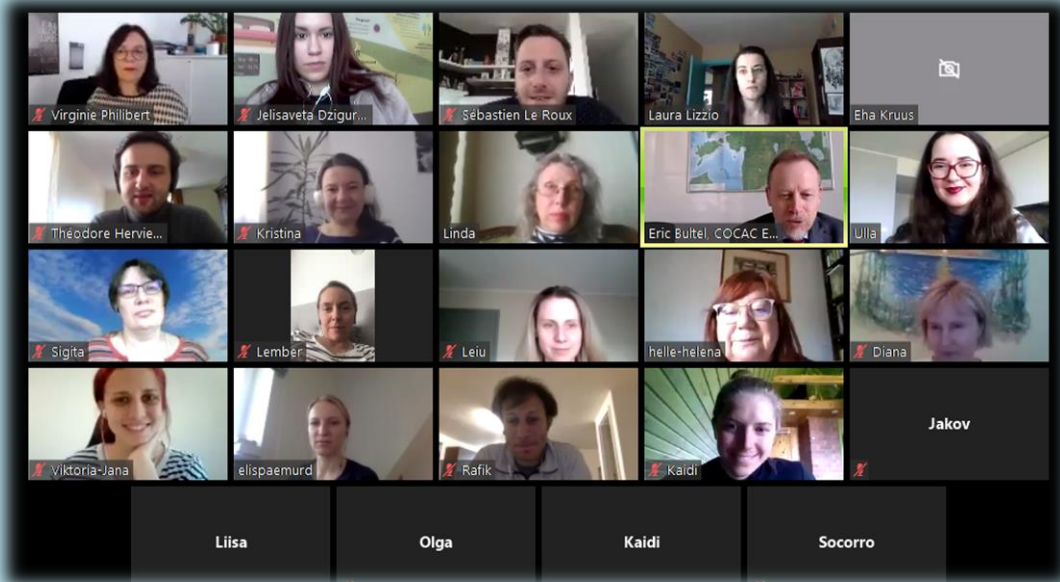 Virginie Philibert
Jelisaveta Dzigur...
Sébastien Le Roux
Laura Lizzio
Eha Kruus
Théodore Hervie...
Kristina
Linda
Eric Bultel, COCAC E...
Ulla
Sigita
Lember
Leiu
helle-helena
Diana
Viktoria-Jana
elispaemurd
Rafik
Kaidi
Jakov
Liisa
Olga
Kaidi
Socorro